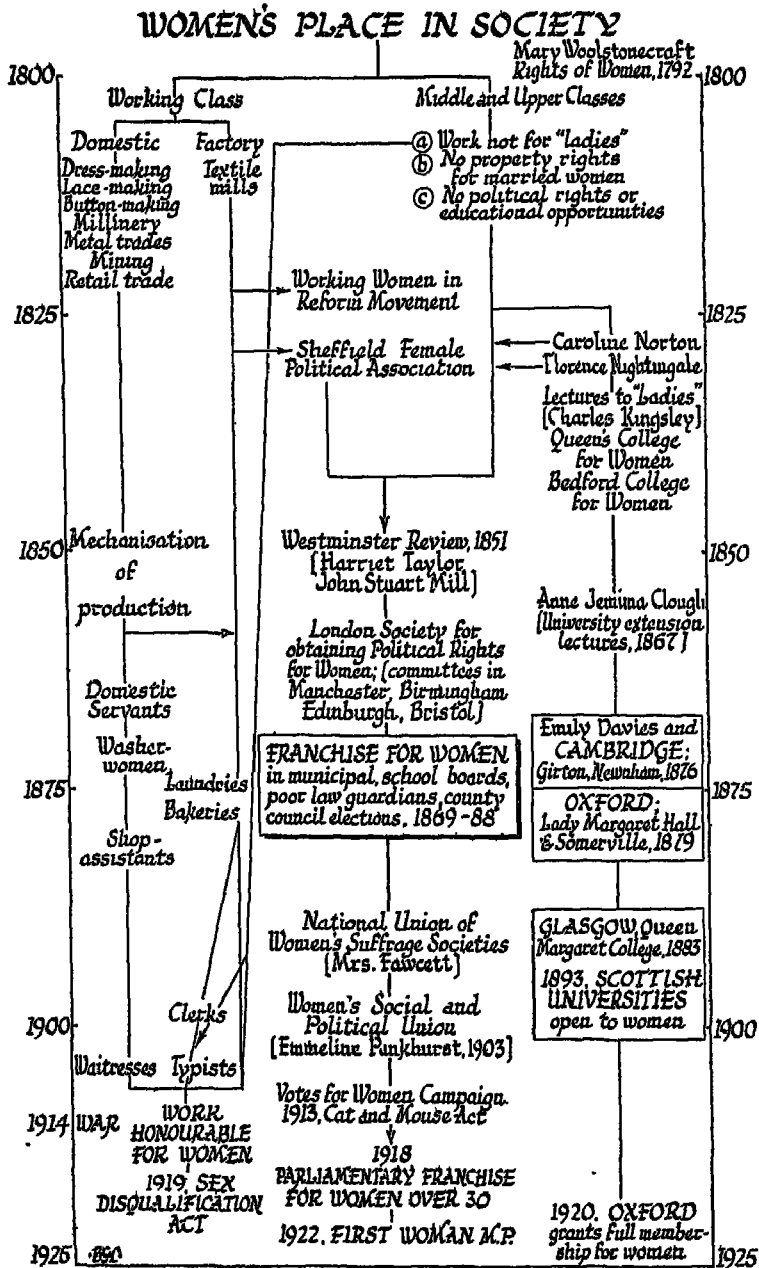 WOMEN'S PLACE IN SOCIETY
Mary Woolstonecraft
Rights of Women, 1792
1800
1800
Working Class
Middle and Upper Classes
Domestic
Dress-making
Lace-making
Button-making
Millinery
Metal trades
Mining
Retail trade
Factory
Textile
mills
(a) Work not for "ladies"
(b) No property rights
for married women
(c) No political rights or
educational opportunities
Working Women in
Reform Movement
1825
1825
Sheffield Female
Political Association
Caroline Norton
Florence Nightingale
Lectures to "Ladies"
[Charles Kingsley]
Queen's College
for Women
Bedford College
for Women
1850
1850
Mechanisation
of
production
Westminster Review, 1851
[Harriet Taylor
John Stuart Mill]
London Society for
obtaining Political Rights
for Women; [committees in
Manchester, Birmingham
Edinburgh, Bristol]
Anne Jemima Clough
[University extension
lectures, 1867]
Domestic
Servants
Washer-
women
Laundries
Bakeries
1875
1875
Shop-
assistants
FRANCHISE FOR WOMEN
in municipal, school boards,
poor law guardians, county
council elections, 1869-88
Emily Davies and
CAMBRIDGE;
Girton, Newnham, 1876
OXFORD;
Lady Margaret Hall
& Somerville, 1879
National Union of
Women's Suffrage Societies
[Mrs. Fawcett]
GLASGOW, Queen
Margaret College, 1883
1893, SCOTTISH
UNIVERSITIES
open to women
Women's Social and
Political Union
[Emmeline Pankhurst, 1903]
Clerks
1900
1900
Waitresses
Typists
Votes for Women Campaign
1913, Cat and Mouse Act
1914 WAR
WORK
HONOURABLE
FOR WOMEN
1919, SEX
DISQUALIFICATION
ACT
1918
PARLIAMENTARY FRANCHISE
FOR WOMEN OVER 30
1922, FIRST WOMAN M.P.
1920, OXFORD
grants full member-
ship for women
1925
1925